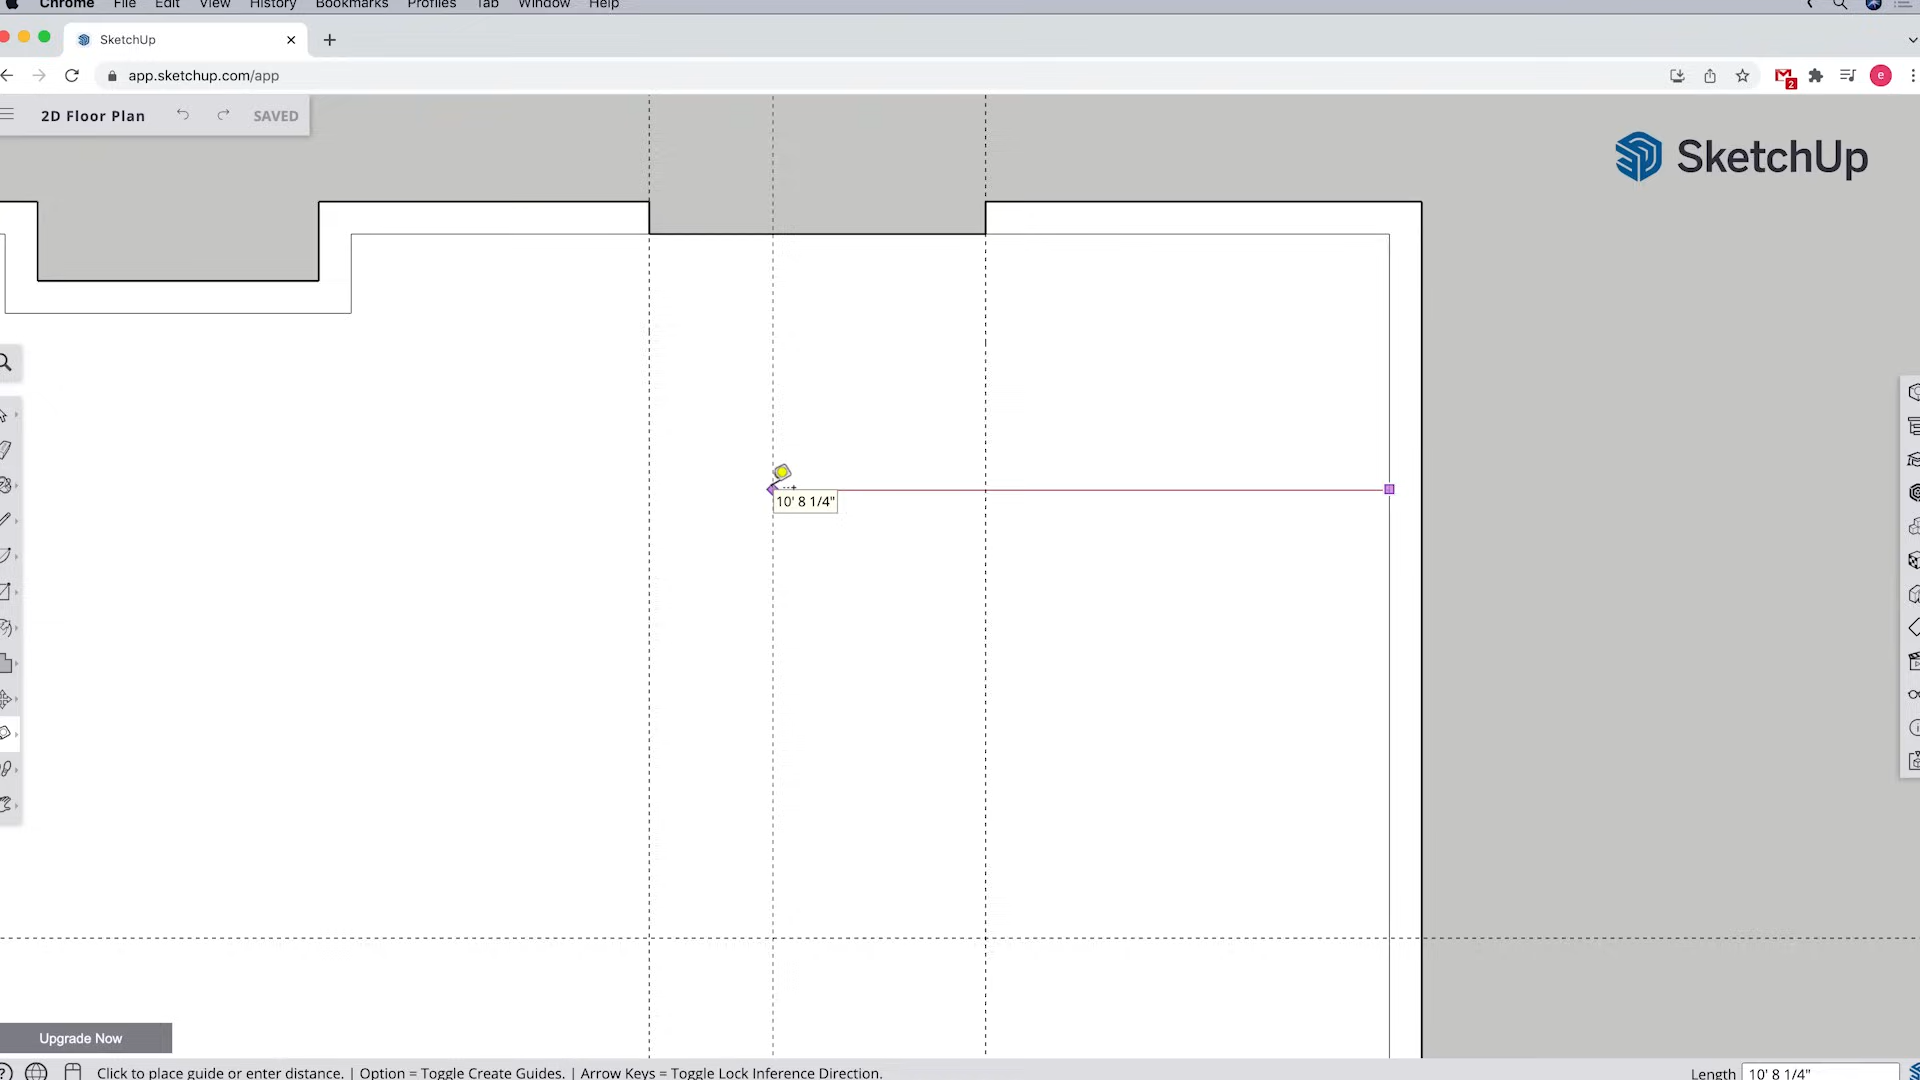 Chrome File Edit View History Bookmarks Profiles Tab Window Help
SketchUp
app.sketchup.com/app
2
e
2D Floor Plan
SAVED
SketchUp
10' 8 1/4"
Upgrade Now
Click to place guide or enter distance. | Option = Toggle Create Guides. | Arrow Keys = Toggle Lock Inference Direction.
Length 10' 8 1/4"